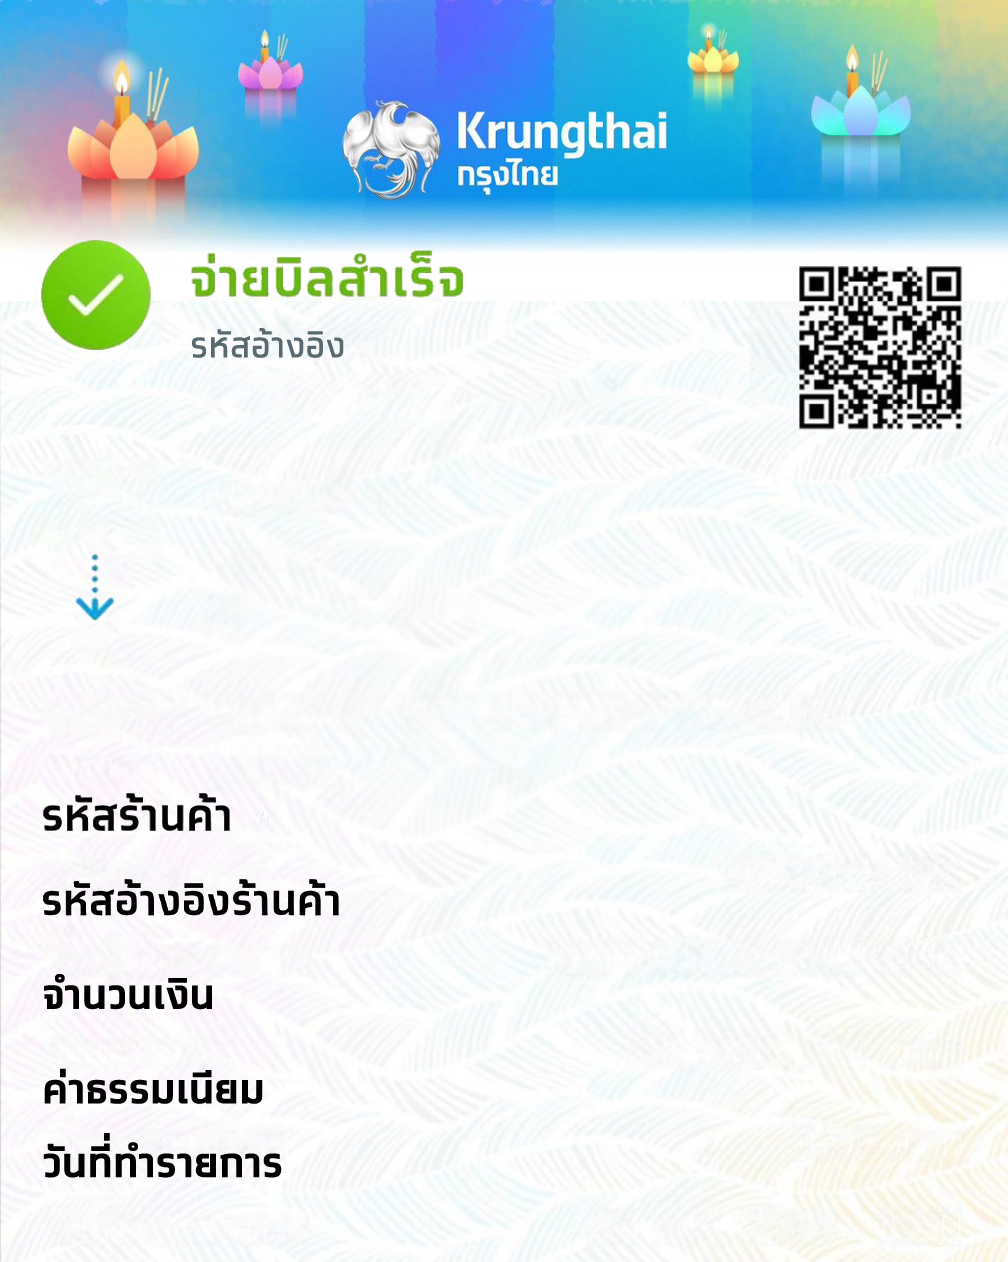 Krungthai
กรุงไทย
จ่ายบิลสำเร็จ
รหัสอ้างอิง
รหัสร้านค้า
รหัสอ้างอิงร้านค้า
จำนวนเงิน
ค่าธรรมเนียม
วันที่ทำรายการ